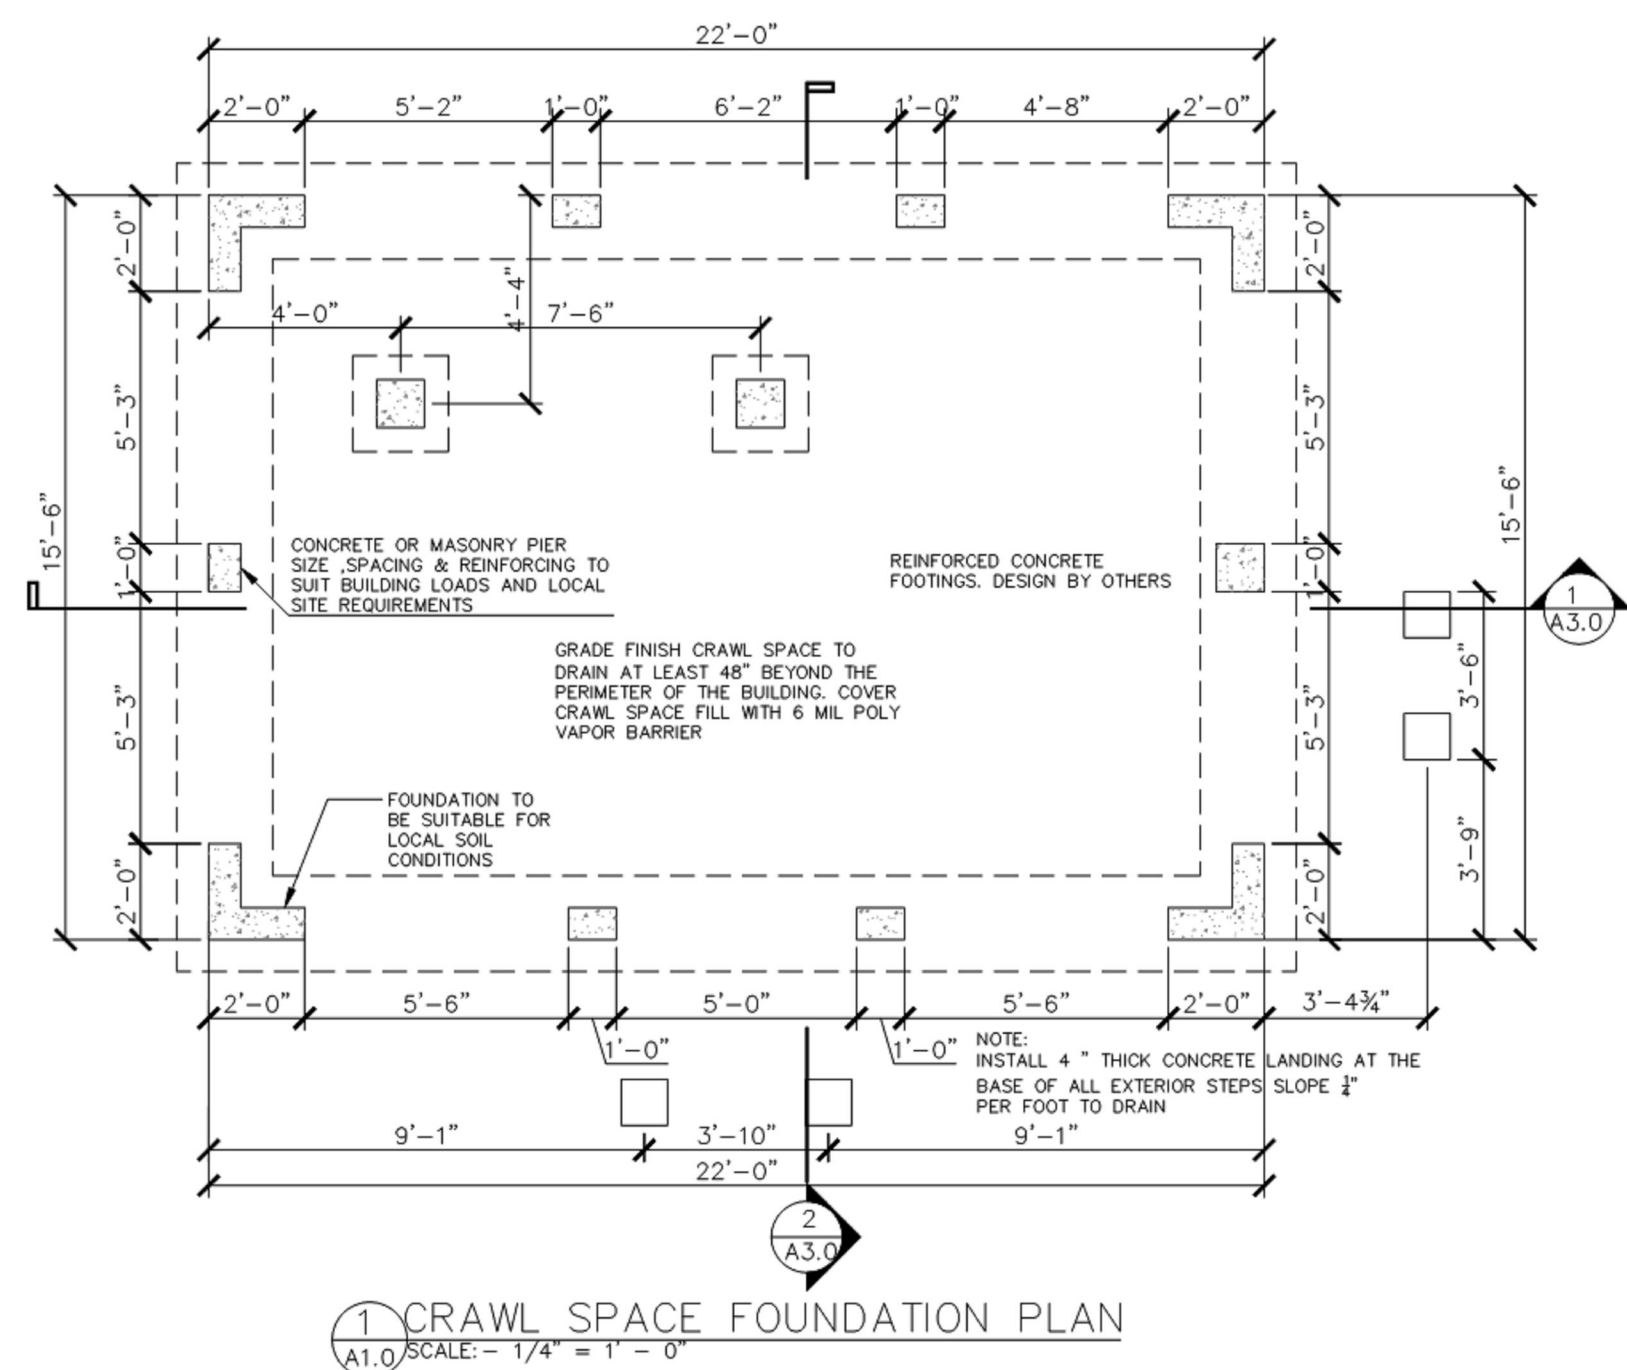 22'-0"
2'-0" 5'-2" 1'-0" 6'-2" 1'-0" 4'-8" 2'-0"
2'-0" 2'-0"
4'-4"
4'-0" 7'-6"
5'-3" 5'-3"
15'-6" 15'-6"
1'-0" 1'-0"
CONCRETE OR MASONRY PIER
SIZE ,SPACING & REINFORCING TO
SUIT BUILDING LOADS AND LOCAL
SITE REQUIREMENTS
REINFORCED CONCRETE
FOOTINGS. DESIGN BY OTHERS
1
A3.0
GRADE FINISH CRAWL SPACE TO
DRAIN AT LEAST 48" BEYOND THE
PERIMETER OF THE BUILDING. COVER
CRAWL SPACE FILL WITH 6 MIL POLY
VAPOR BARRIER
3'-6"
5'-3" 5'-3"
FOUNDATION TO
BE SUITABLE FOR
LOCAL SOIL
CONDITIONS
3'-9"
2'-0" 2'-0"
2'-0" 5'-6" 5'-0" 5'-6" 2'-0" 3'-4¾"
1'-0" 1'-0"
NOTE:
INSTALL 4 " THICK CONCRETE LANDING AT THE
BASE OF ALL EXTERIOR STEPS SLOPE ¼"
PER FOOT TO DRAIN
9'-1" 3'-10" 9'-1"
22'-0"
2
A3.0
1
A1.0
CRAWL SPACE FOUNDATION PLAN
SCALE:- 1/4" = 1' - 0"